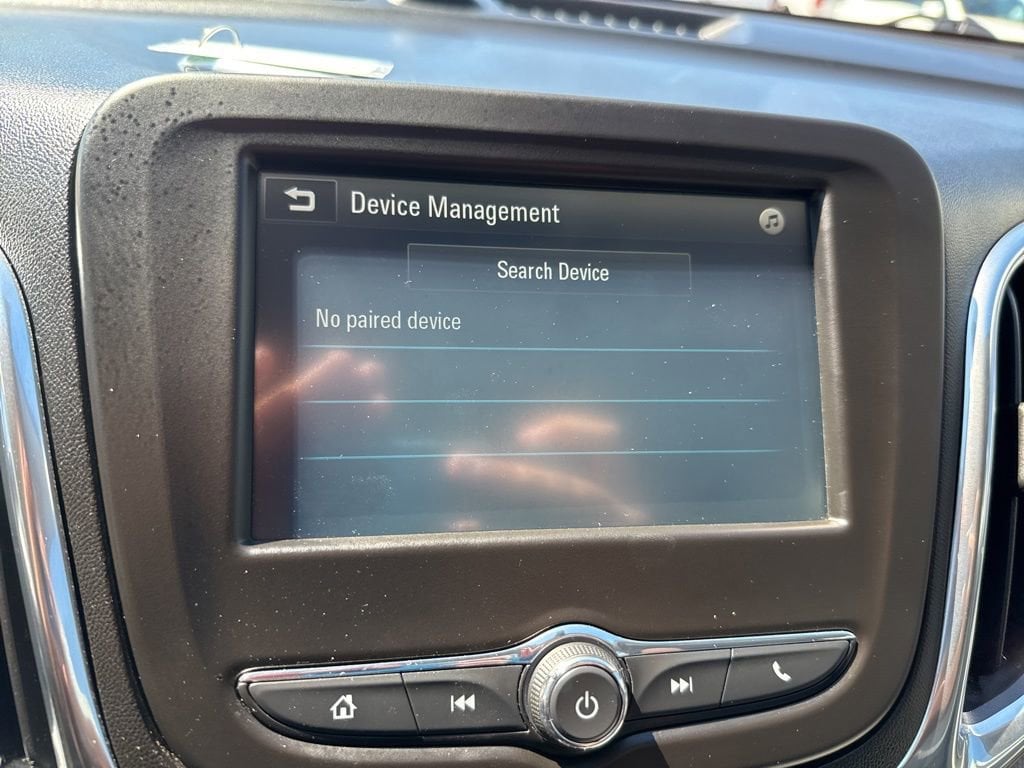 Device Management
Search Device
No paired device